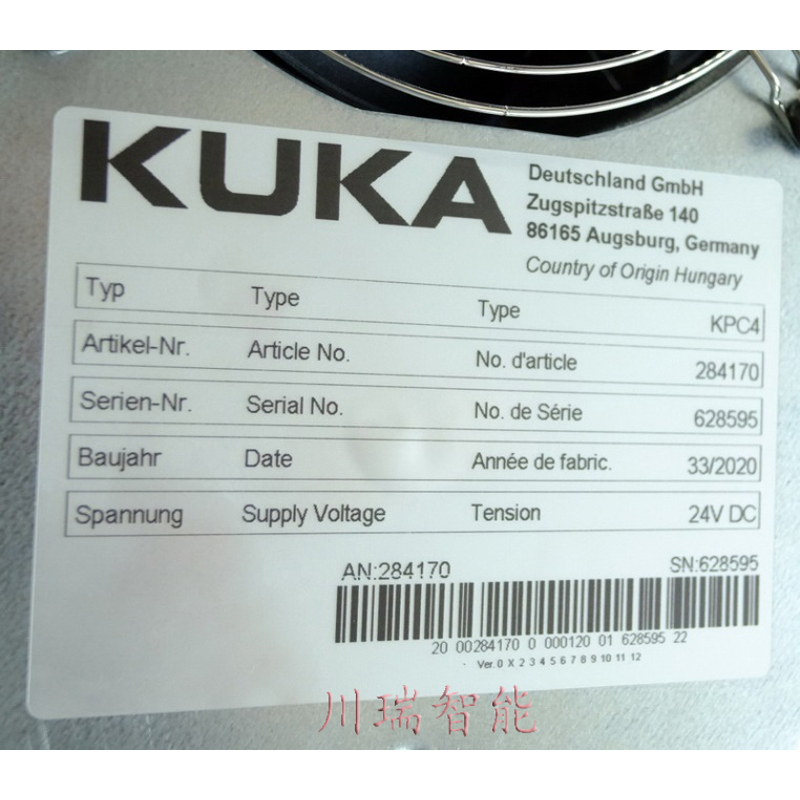 KUKA
Deutschland GmbH
Zugspitzstraße 140
86165 Augsburg, Germany
Country of Origin Hungary
Typ Type Type KPC4
Artikel-Nr. Article No. No. d'article 284170
Serien-Nr. Serial No. No. de Série 628595
Baujahr Date Année de fabric. 33/2020
Spannung Supply Voltage Tension 24V DC
AN:284170 SN:628595
20 00284170 0 000120 01 628595 22
Ver. 0 X 2 3 4 5 6 7 8 9 10 11 12
川瑞智能